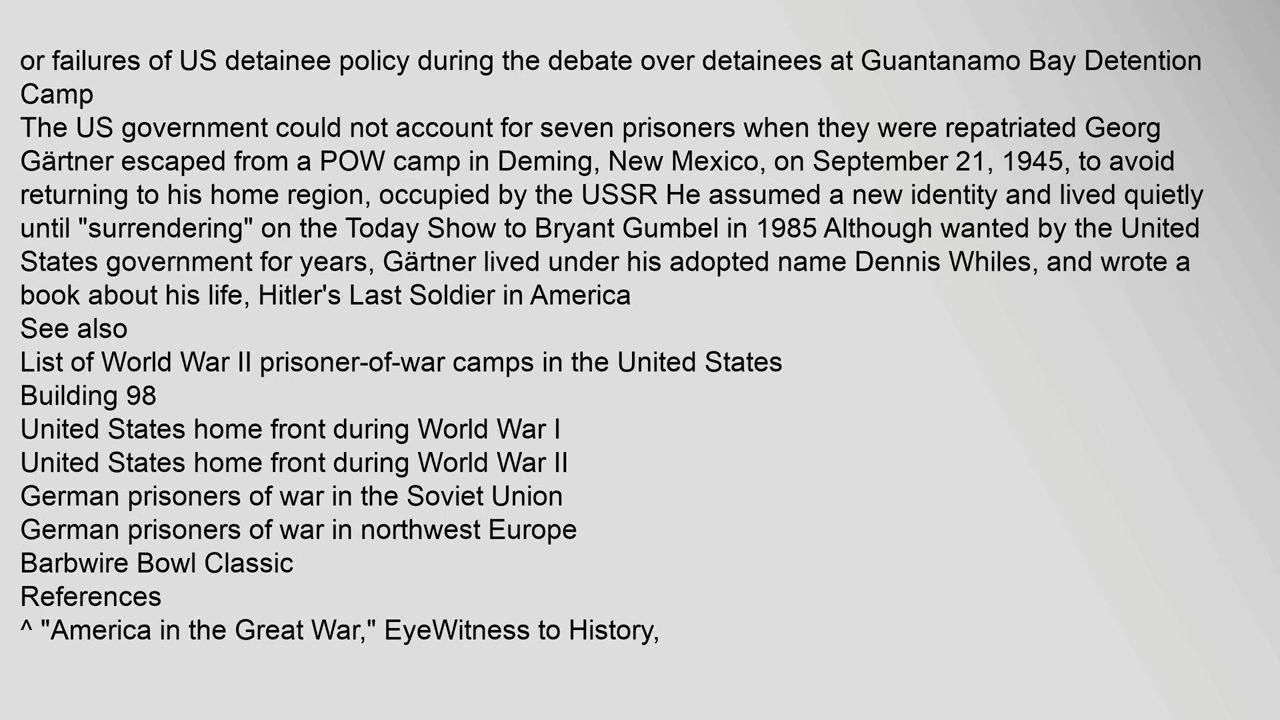 or failures of US detainee policy during the debate over detainees at Guantanamo Bay Detention
Camp
The US government could not account for seven prisoners when they were repatriated Georg
Gärtner escaped from a POW camp in Deming, New Mexico, on September 21, 1945, to avoid
returning to his home region, occupied by the USSR He assumed a new identity and lived quietly
until "surrendering" on the Today Show to Bryant Gumbel in 1985 Although wanted by the United
States government for years, Gärtner lived under his adopted name Dennis Whiles, and wrote a
book about his life, Hitler's Last Soldier in America
See also
List of World War II prisoner-of-war camps in the United States
Building 98
United States home front during World War I
United States home front during World War II
German prisoners of war in the Soviet Union
German prisoners of war in northwest Europe
Barbwire Bowl Classic
References
^ "America in the Great War," EyeWitness to History,